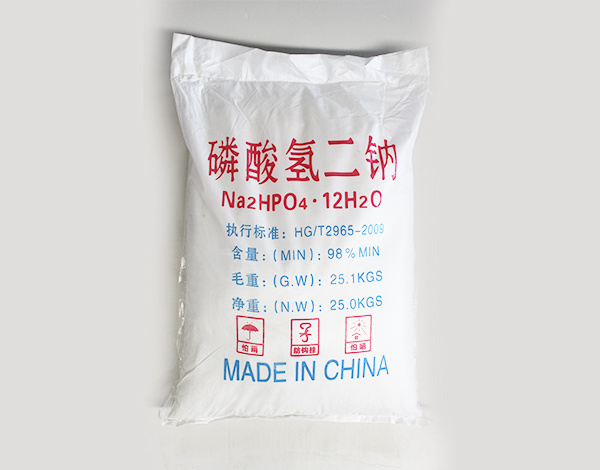 磷酸氢二钠
Na2HPO4·12H2O
执行标准：HG/T2965-2009
含量：(MIN)：98%MIN
毛重：(G.W)：25.1KGS
净重：(N.W)：25.0KGS
怕雨 防钩挂 怕晒
MADE IN CHINA